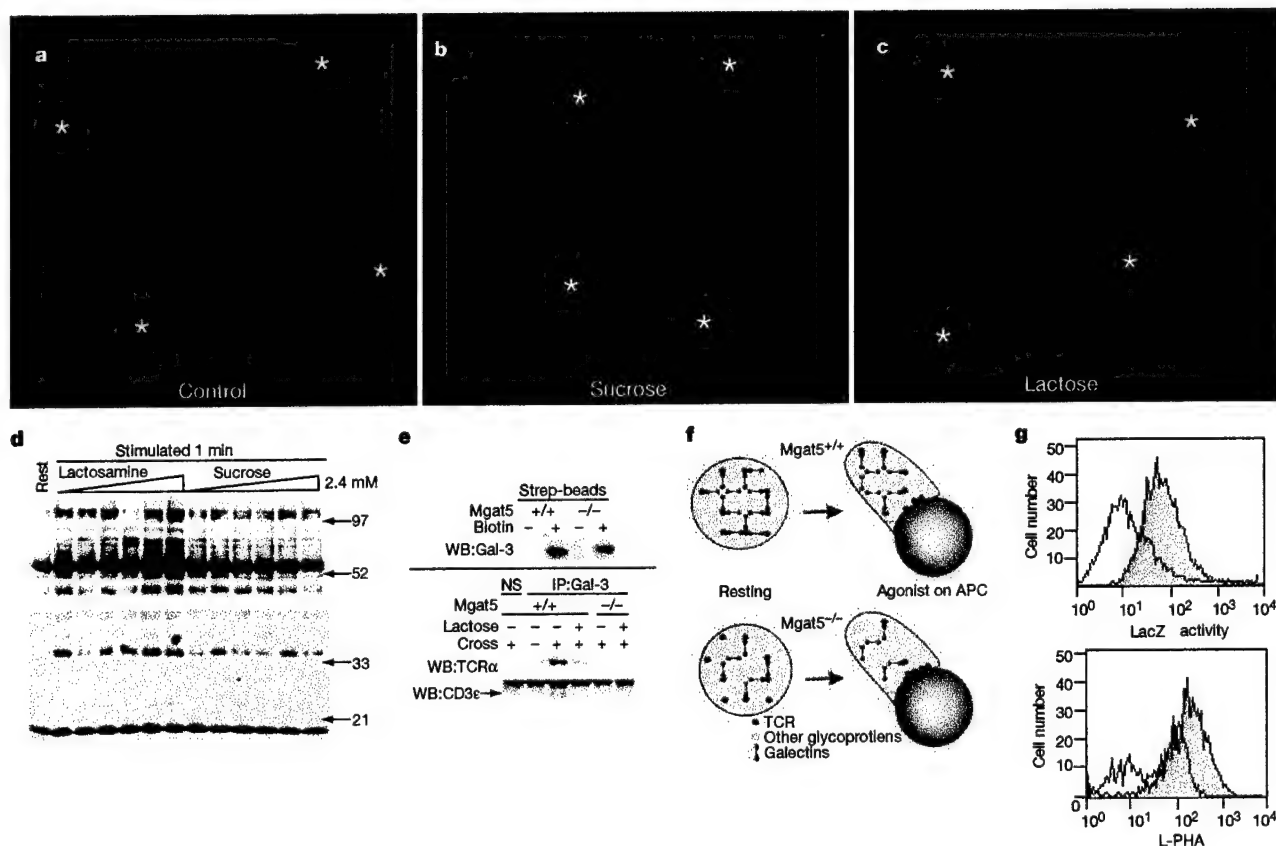 a
b
c
Control
Sucrose
Lactose
d
Stimulated 1 min
Rest
Lactosamine
Sucrose
2.4 mM
97
52
33
21
e
Strep-beads
Mgat5 +/+ −/−
Biotin − + − +
WB:Gal-3
NS IP:Gal-3
Mgat5 +/+ −/−
Lactose − − − + − +
Cross + − + + + +
WB:TCRα
WB:CD3ε
f
Mgat5+/+
Resting
Agonist on APC
Mgat5−/−
TCR
Other glycoprotiens
Galectins
g
Cell number
50
40
30
20
10
10⁰ 10¹ 10² 10³ 10⁴
LacZ activity
Cell number
50
40
30
20
10
0
10⁰ 10¹ 10² 10³ 10⁴
L-PHA